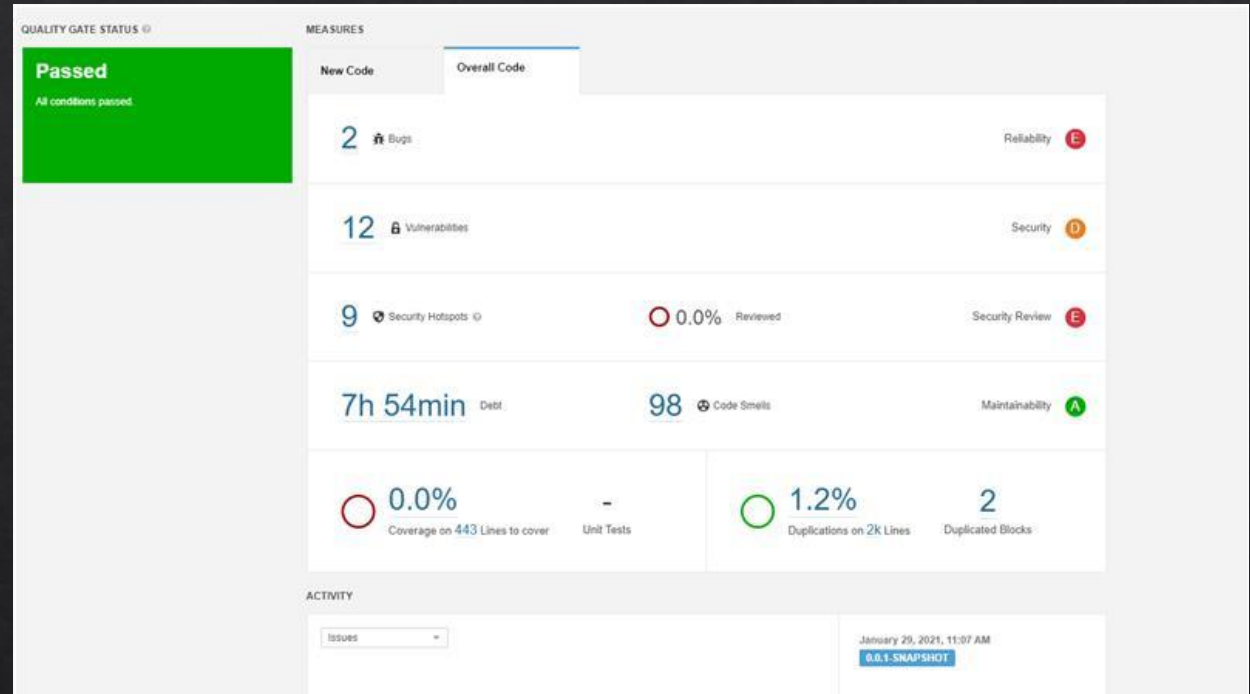 QUALITY GATE STATUS
MEASURES
Passed
All conditions passed.
New Code
Overall Code
2 Bugs
Reliability E
12 Vulnerabilities
Security D
9 Security Hotspots
0.0% Reviewed
Security Review E
7h 54min Debt
98 Code Smells
Maintainability A
0.0%
Coverage on 443 Lines to cover
-
Unit Tests
1.2%
Duplications on 2k Lines
2
Duplicated Blocks
ACTIVITY
Issues
January 29, 2021, 11:07 AM
0.0.1-SNAPSHOT